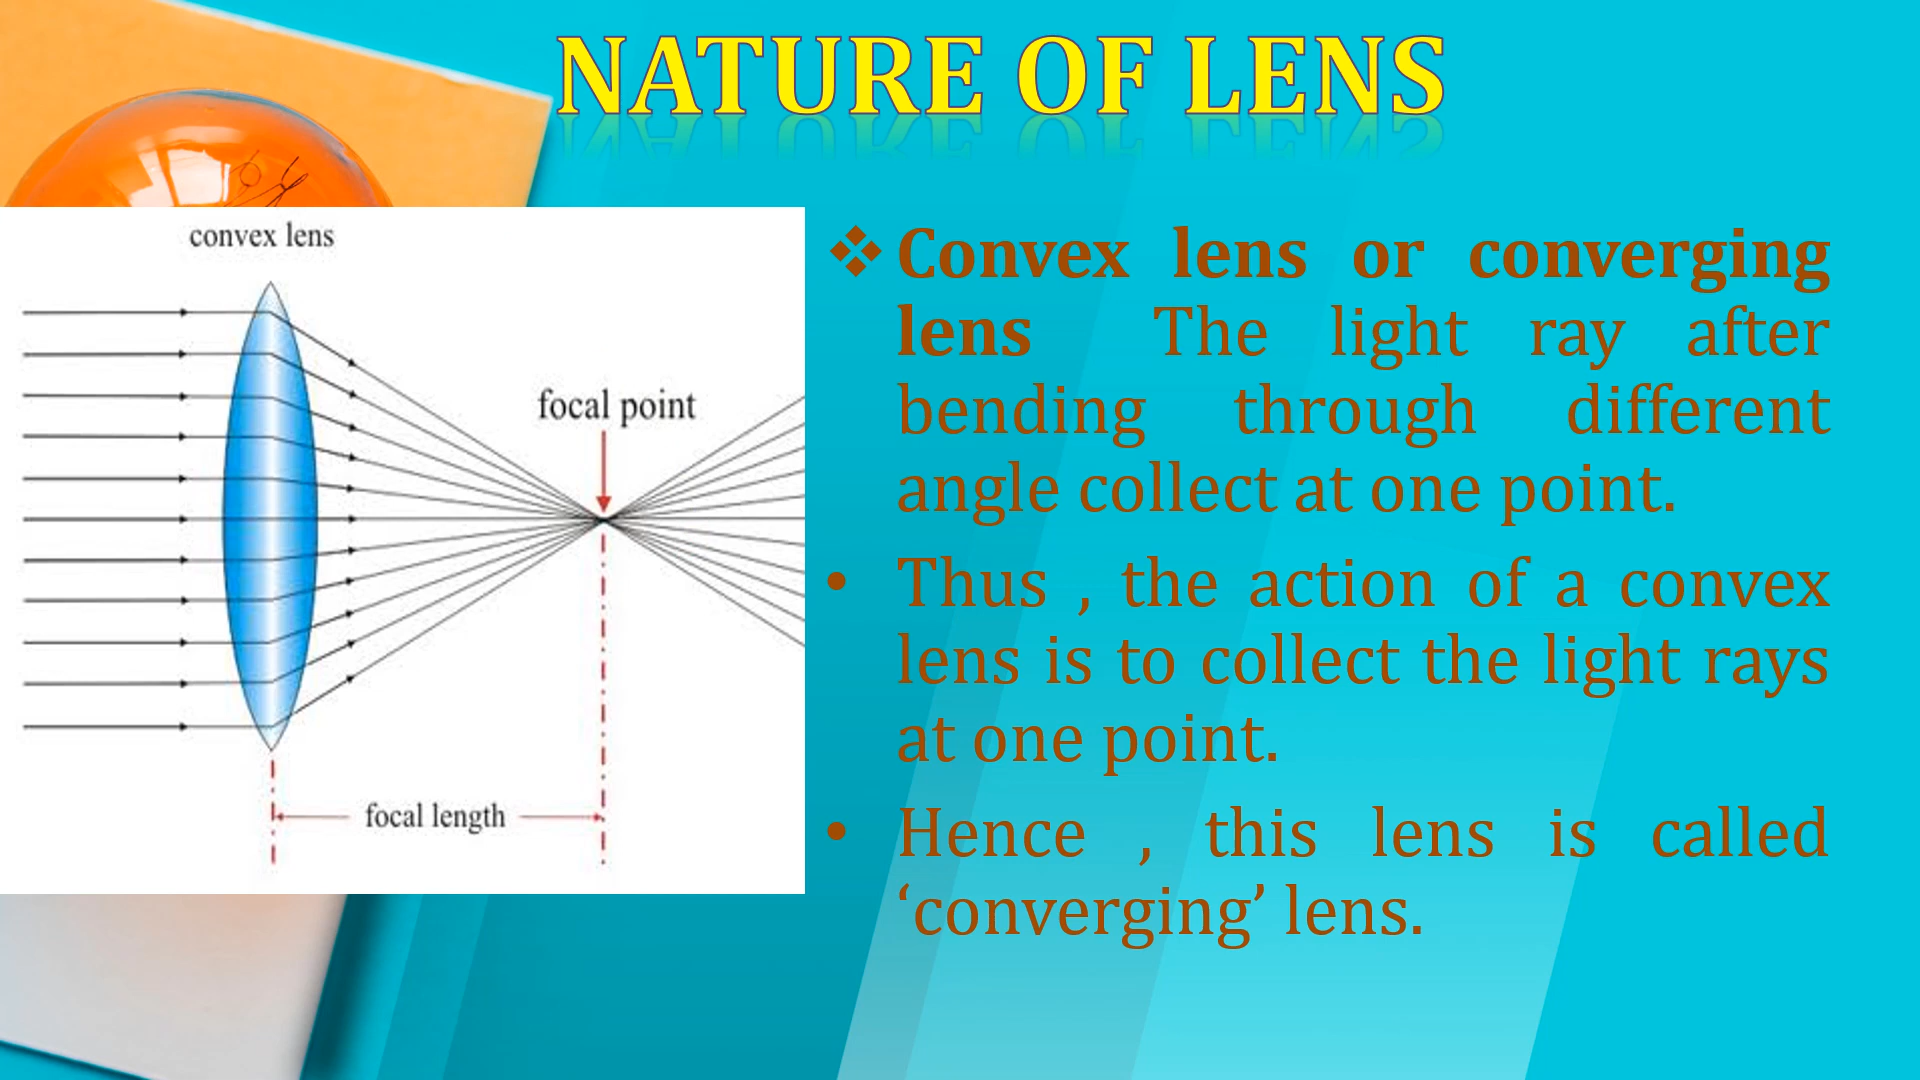 NATURE OF LENS
convex lens
focal point
focal length
❖ Convex lens or converging
lens The light ray after
bending through different
angle collect at one point.
• Thus , the action of a convex
lens is to collect the light rays
at one point.
• Hence , this lens is called
‘converging’ lens.